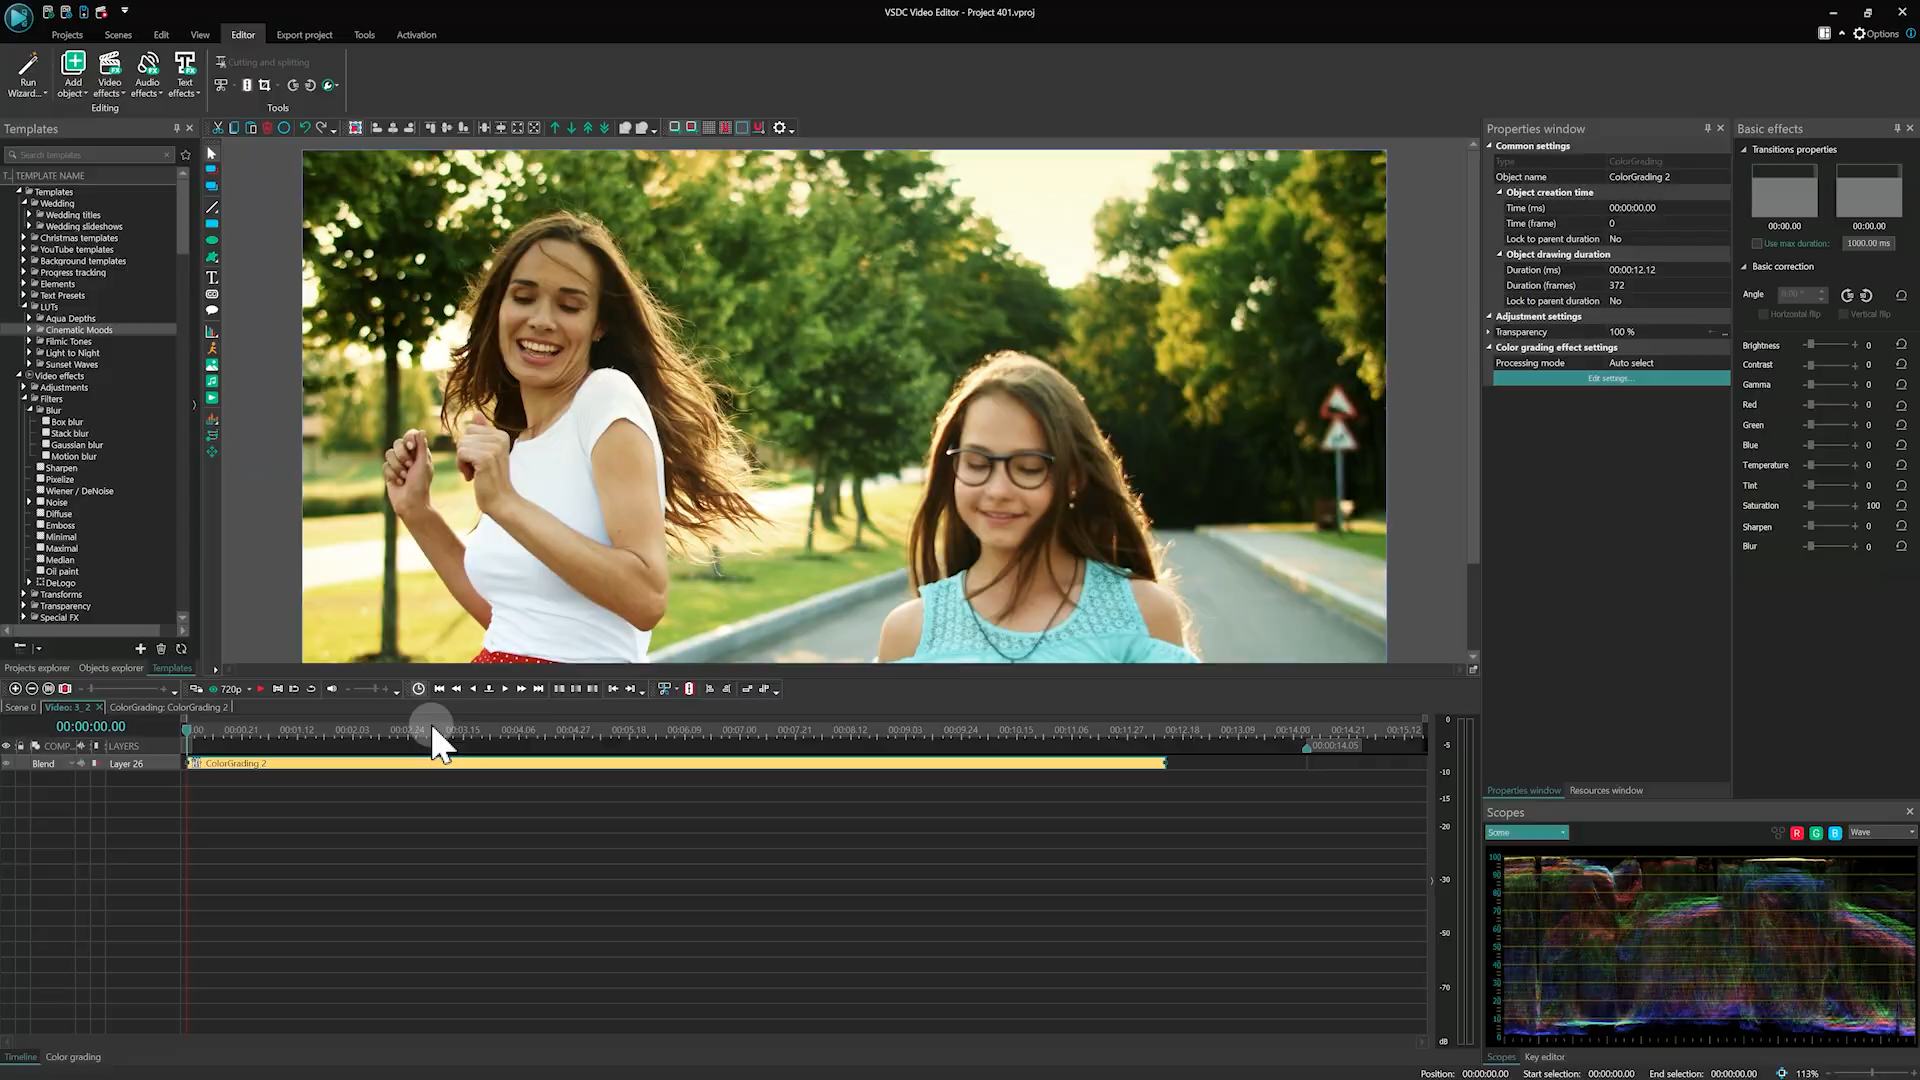 VSDC Video Editor - Project 401.vproj
Projects Scenes Edit View Editor Export project Tools Activation
Options
Run Wizard...
Add object
Video effects
Audio effects
Text effects
Cutting and splitting
Editing
Tools
Templates
Search templates
T... TEMPLATE NAME
Templates
Wedding
Wedding titles
Wedding slideshows
Christmas templates
YouTube templates
Background templates
Progress tracking
Elements
Text Presets
LUTs
Aqua Depths
Cinematic Moods
Filmic Tones
Light to Night
Sunset Waves
Video effects
Adjustments
Filters
Blur
Box blur
Stack blur
Gaussian blur
Motion blur
Sharpen
Pixelize
Wiener / DeNoise
Noise
Diffuse
Emboss
Minimal
Maximal
Median
Oil paint
DeLogo
Transforms
Transparency
Special FX
Projects explorer Objects explorer Templates
Properties window
Common settings
Type ColorGrading
Object name ColorGrading 2
Object creation time
Time (ms) 00:00:00.00
Time (frame) 0
Lock to parent duration No
Object drawing duration
Duration (ms) 00:00:12.12
Duration (frames) 372
Lock to parent duration No
Adjustment settings
Transparency 100 %
Color grading effect settings
Processing mode Auto select
Edit settings...
Properties window Resources window
Basic effects
Transitions properties
00:00.00 00:00.00
Use max duration: 1000.00 ms
Basic correction
Angle 0.00 °
Horizontal flip Vertical flip
Brightness 0
Contrast 0
Gamma 0
Red 0
Green 0
Blue 0
Temperature 0
Tint 0
Saturation 100
Sharpen 0
Blur 0
720p
Scene 0 Video: 3_2 ColorGrading: ColorGrading 2
00:00:00.00
00:00.21 00:01.12 00:02.03 00:02.24 00:03.15 00:04.06 00:04.27 00:05.18 00:06.09 00:07.00 00:07.21 00:08.12 00:09.03 00:09.24 00:10.15 00:11.06 00:11.27 00:12.18 00:13.09 00:14.00 00:14.21 00:15.12
COMP... LAYERS
00:00:14.05
Blend Layer 26 ColorGrading 2
0
-5
-10
-15
-20
-30
-50
-70
dB
Scopes
Scene R G B Wave
100
90
80
70
60
50
40
30
20
10
0
Timeline Color grading
Scopes Key editor
Position: 00:00:00.00 Start selection: 00:00:00.00 End selection: 00:00:00.00 113%